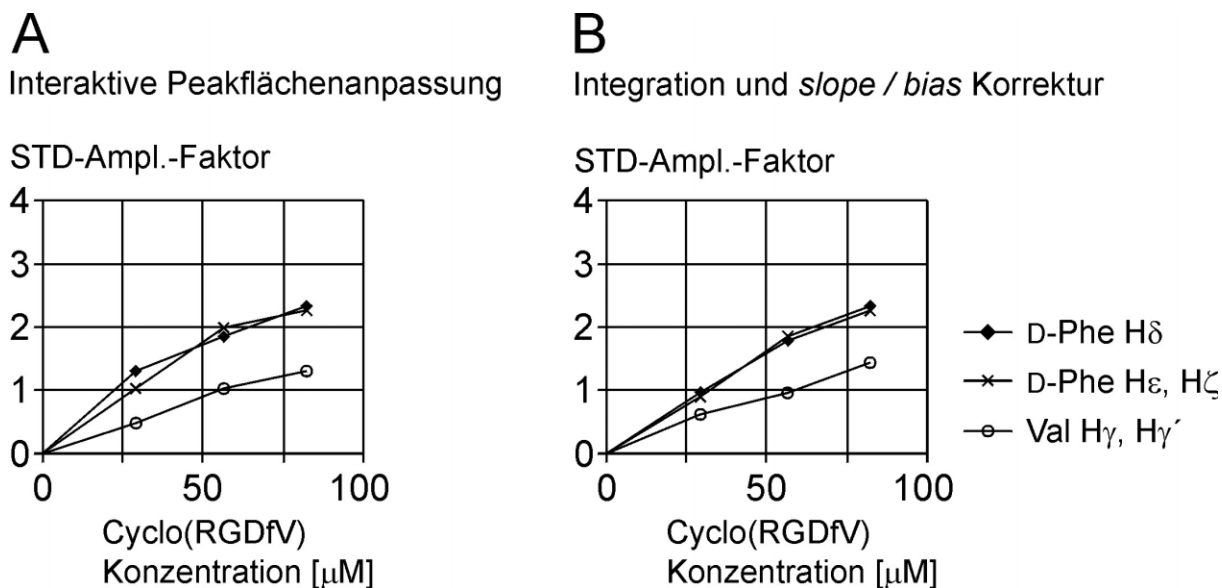 A
Interaktive Peakflächenanpassung
STD-Ampl.-Faktor
4
3
2
1
0
0 50 100
Cyclo(RGDfV)
Konzentration [µM]
B
Integration und slope / bias Korrektur
STD-Ampl.-Faktor
4
3
2
1
0
0 50 100
Cyclo(RGDfV)
Konzentration [µM]
D-Phe Hδ
D-Phe Hε, Hζ
Val Hγ, Hγ´